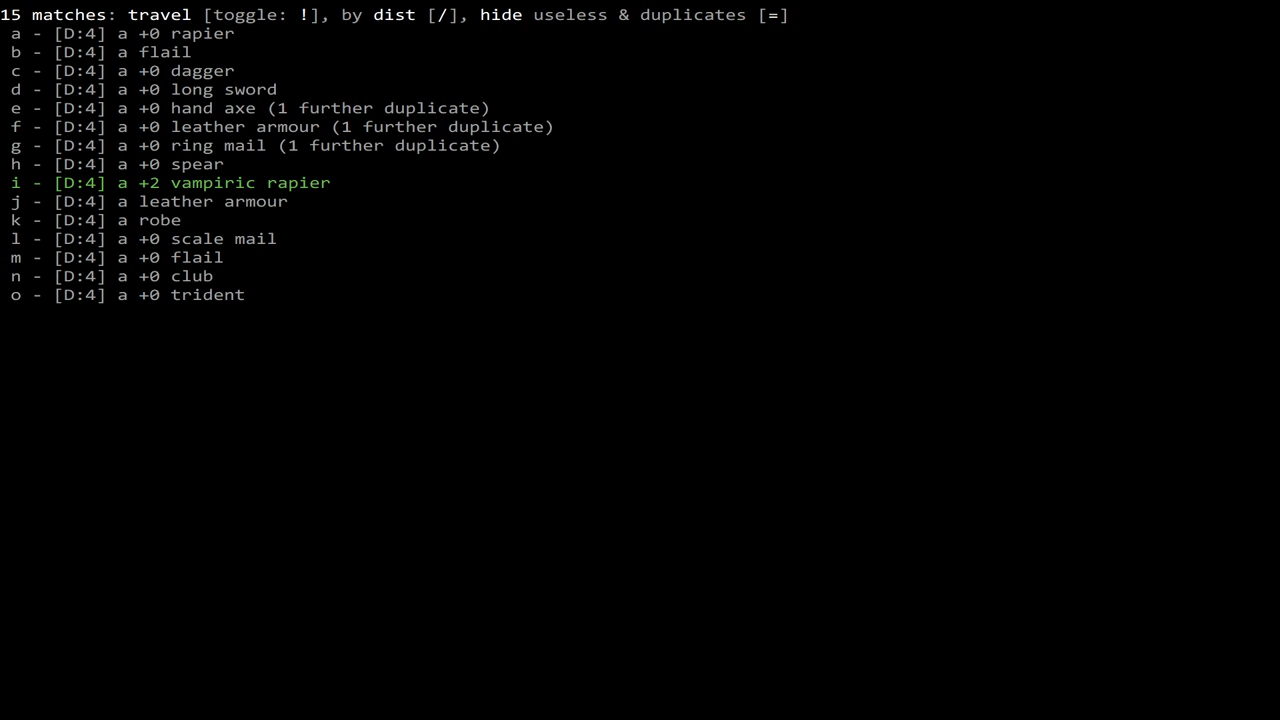 15 matches: travel [toggle: !], by dist [/], hide useless & duplicates [=]
a - [D:4] a +0 rapier
b - [D:4] a flail
c - [D:4] a +0 dagger
d - [D:4] a +0 long sword
e - [D:4] a +0 hand axe (1 further duplicate)
f - [D:4] a +0 leather armour (1 further duplicate)
g - [D:4] a +0 ring mail (1 further duplicate)
h - [D:4] a +0 spear
i - [D:4] a +2 vampiric rapier
j - [D:4] a leather armour
k - [D:4] a robe
l - [D:4] a +0 scale mail
m - [D:4] a +0 flail
n - [D:4] a +0 club
o - [D:4] a +0 trident